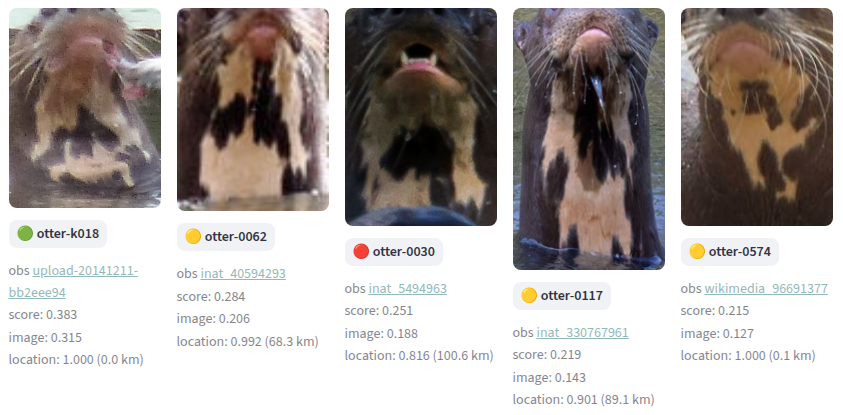 otter-k018
obs upload-20141211-
bb2eee94
score: 0.383
image: 0.315
location: 1.000 (0.0 km)
otter-0062
obs inat_40594293
score: 0.284
image: 0.206
location: 0.992 (68.3 km)
otter-0030
obs inat_5494963
score: 0.251
image: 0.188
location: 0.816 (100.6 km)
otter-0117
obs inat_330767961
score: 0.219
image: 0.143
location: 0.901 (89.1 km)
otter-0574
obs wikimedia_96691377
score: 0.215
image: 0.127
location: 1.000 (0.1 km)